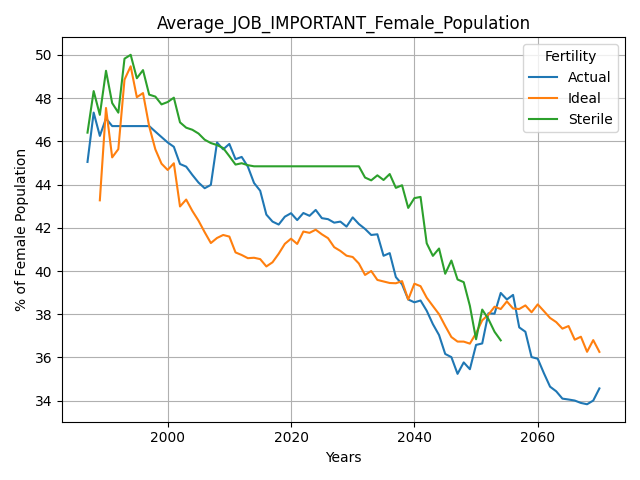 Average_JOB_IMPORTANT_Female_Population
Fertility
Actual
Ideal
Sterile
% of Female Population
50
48
46
44
42
40
38
36
34
2000
2020
2040
2060
Years